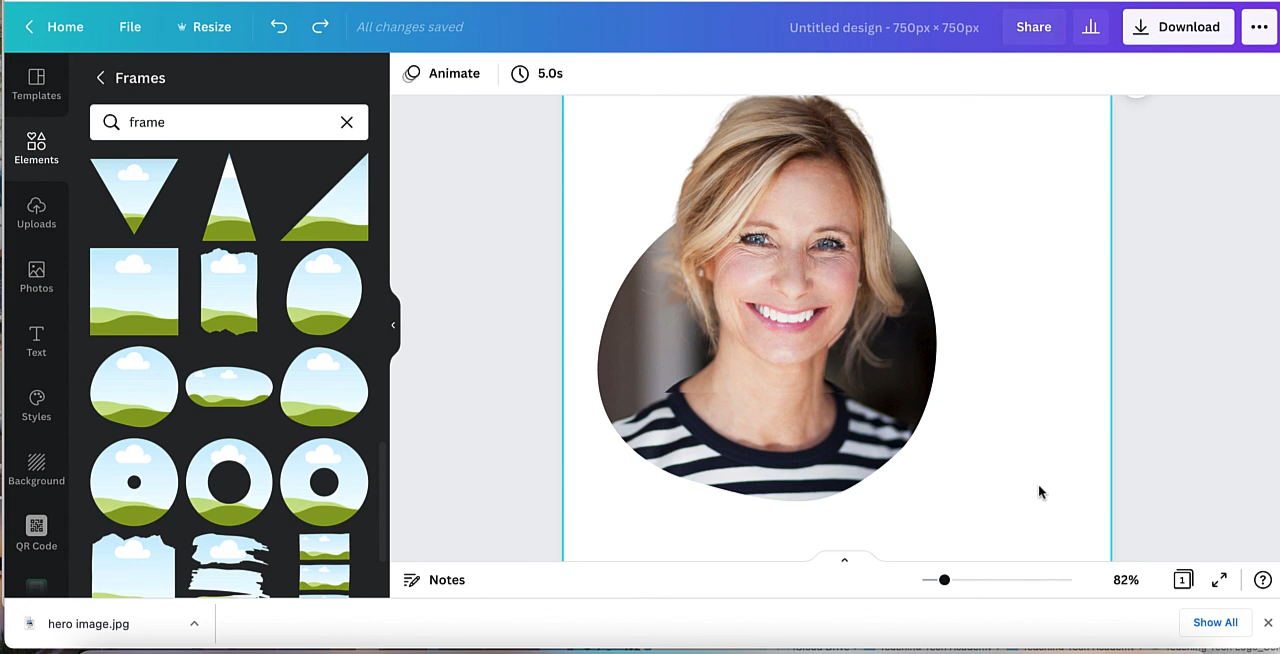 Home File Resize All changes saved Untitled design - 750px × 750px Share Download
Templates
Elements
Uploads
Photos
Text
Styles
Background
QR Code
Frames
frame
Animate 5.0s
Notes 82% 1
hero image.jpg Show All